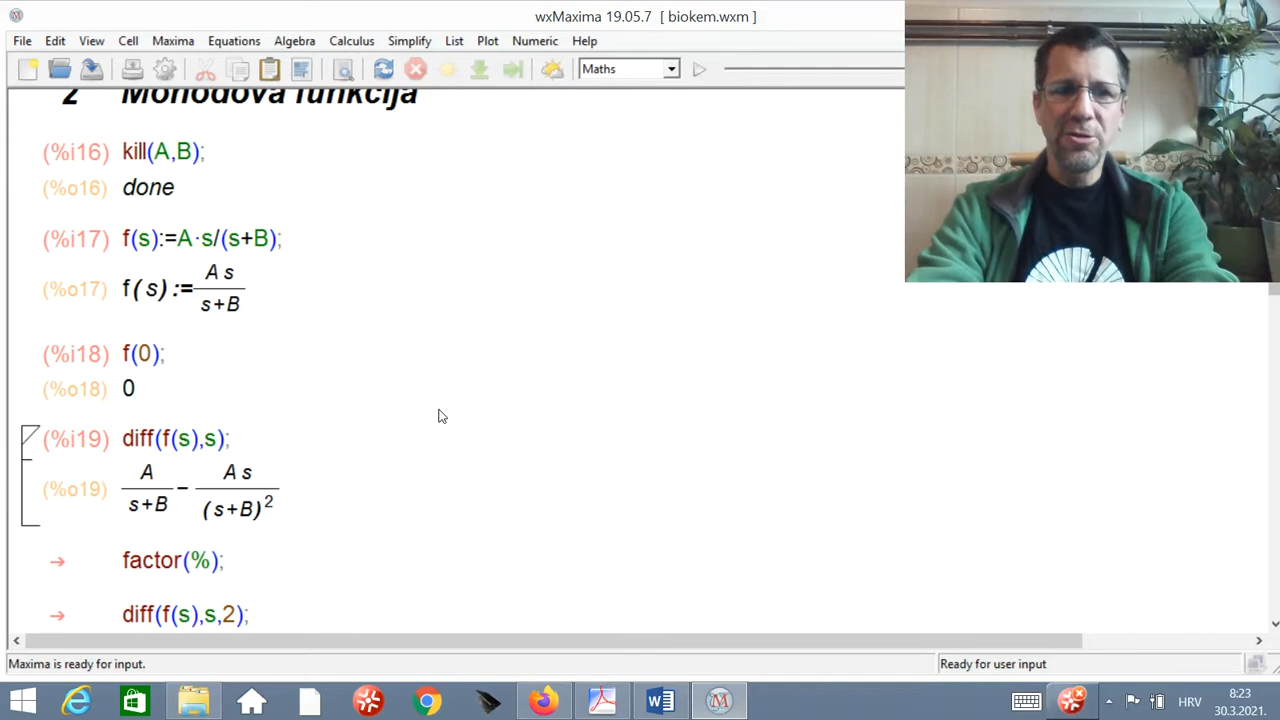 wxMaxima 19.05.7 [ biokem.wxm ]
File Edit View Cell Maxima Equations Algebra Calculus Simplify List Plot Numeric Help
Maths
2 Monodova funkcija
(%i16) kill(A,B);
(%o16) done
(%i17) f(s):=A·s/(s+B);
(%o17) f(s):=
A s
s+B
(%i18) f(0);
(%o18) 0
(%i19) diff(f(s),s);
(%o19)
A
s+B
−
A s
(s+B)²
➔ factor(%);
➔ diff(f(s),s,2);
Maxima is ready for input. Ready for user input
HRV
8:23
30.3.2021.